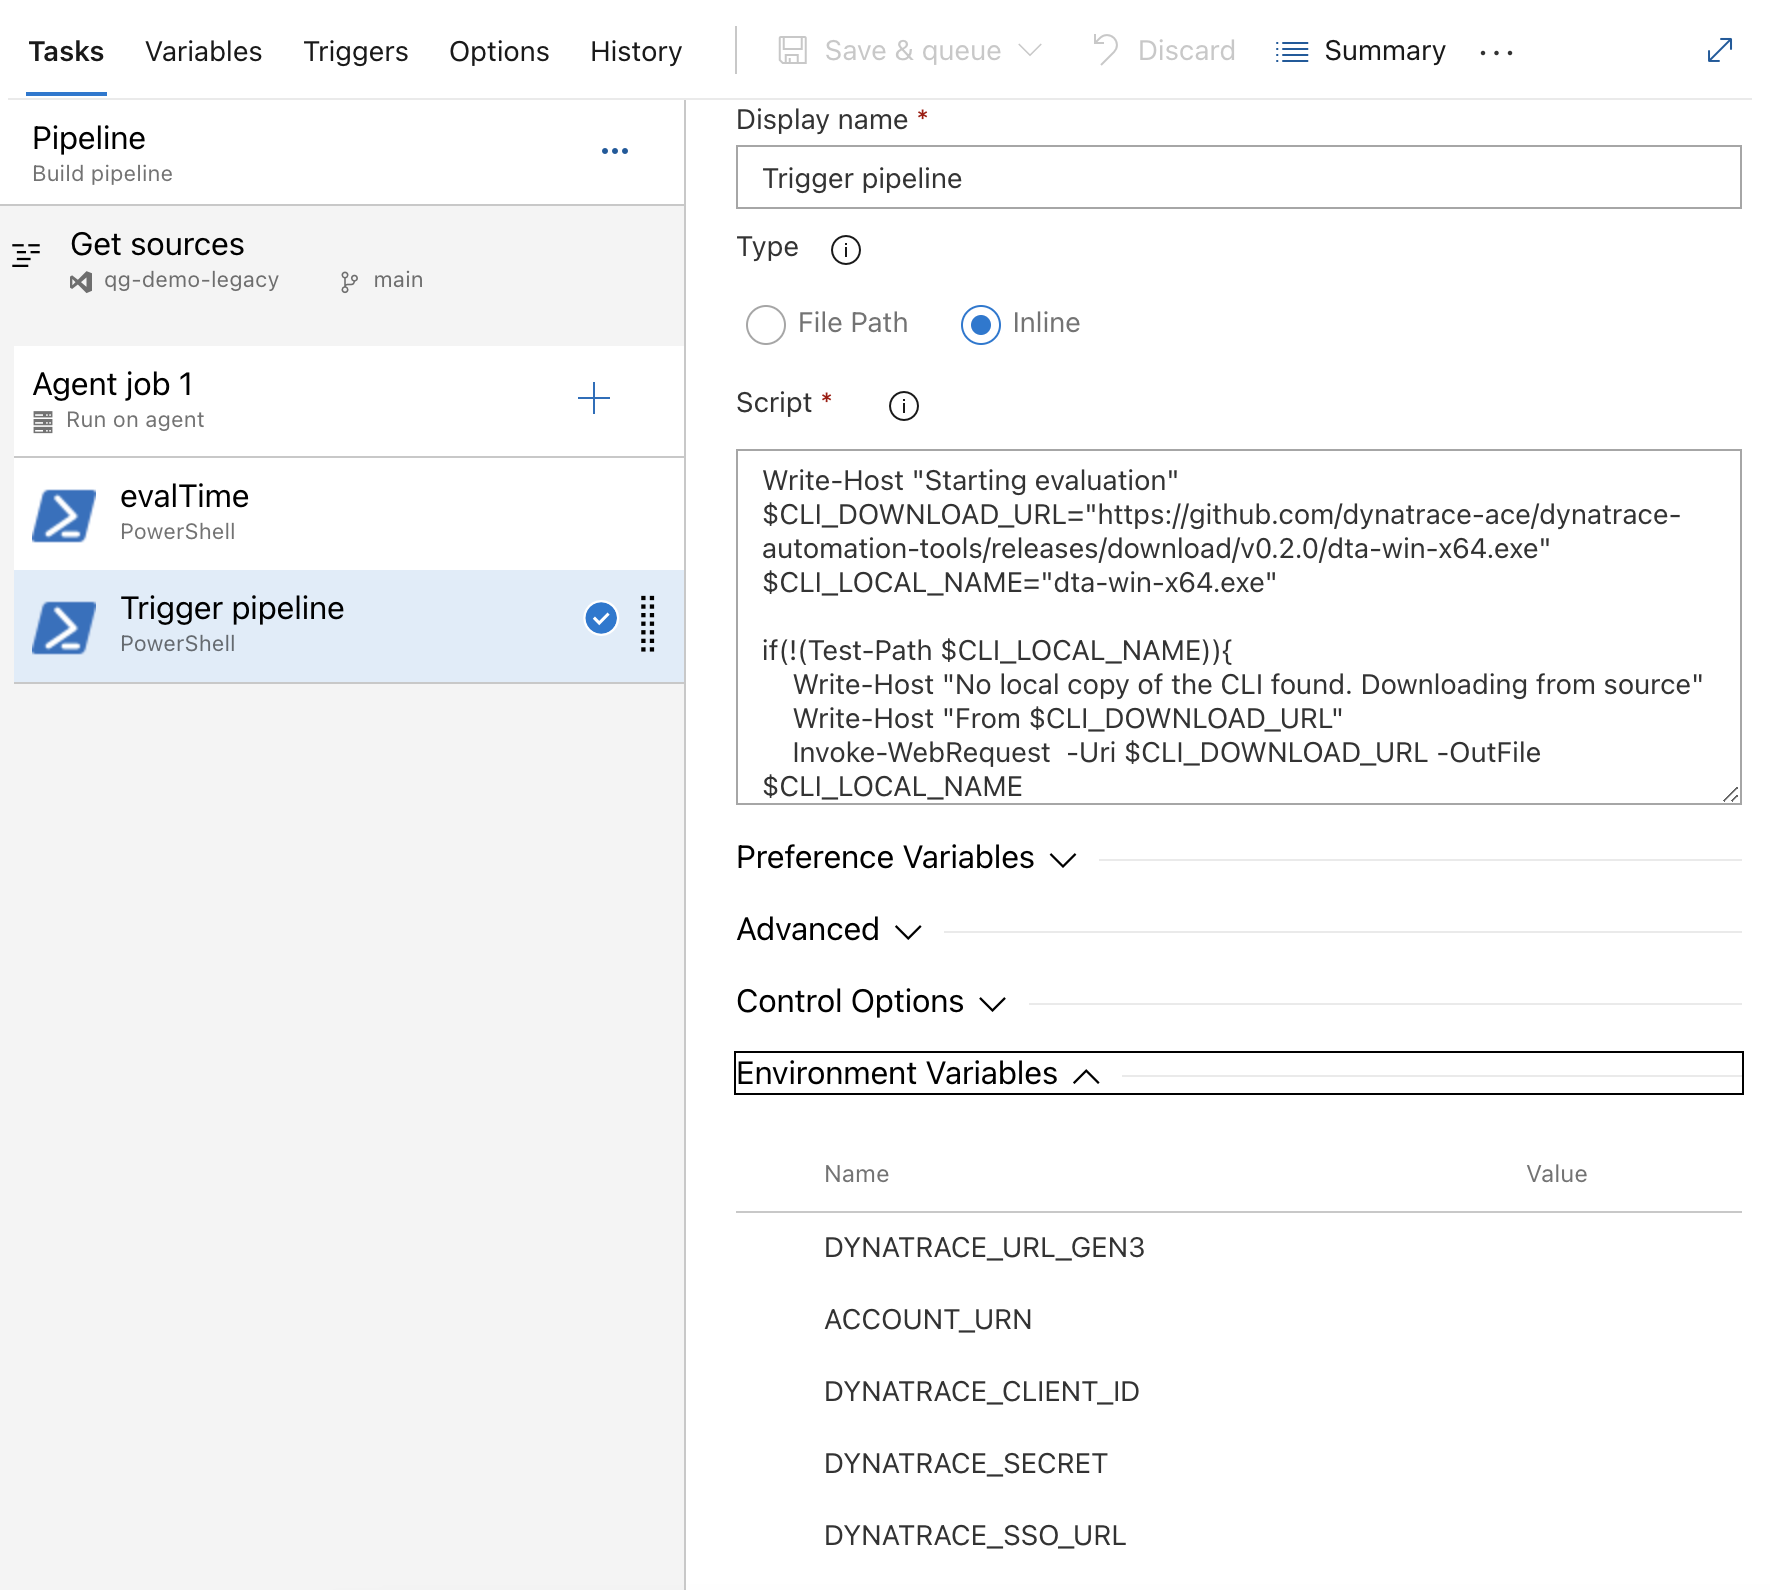 Tasks Variables Triggers Options History Save & queue Discard Summary ...
Pipeline
Build pipeline
Get sources
qg-demo-legacy main
Agent job 1
Run on agent
evalTime
PowerShell
Trigger pipeline
PowerShell
Display name *
Trigger pipeline
Type
File Path Inline
Script *
Write-Host "Starting evaluation"
$CLI_DOWNLOAD_URL="https://github.com/dynatrace-ace/dynatrace-
automation-tools/releases/download/v0.2.0/dta-win-x64.exe"
$CLI_LOCAL_NAME="dta-win-x64.exe"
if(!(Test-Path $CLI_LOCAL_NAME)){
Write-Host "No local copy of the CLI found. Downloading from source"
Write-Host "From $CLI_DOWNLOAD_URL"
Invoke-WebRequest  -Uri $CLI_DOWNLOAD_URL -OutFile
$CLI_LOCAL_NAME
Preference Variables
Advanced
Control Options
Environment Variables
Name Value
DYNATRACE_URL_GEN3
ACCOUNT_URN
DYNATRACE_CLIENT_ID
DYNATRACE_SECRET
DYNATRACE_SSO_URL